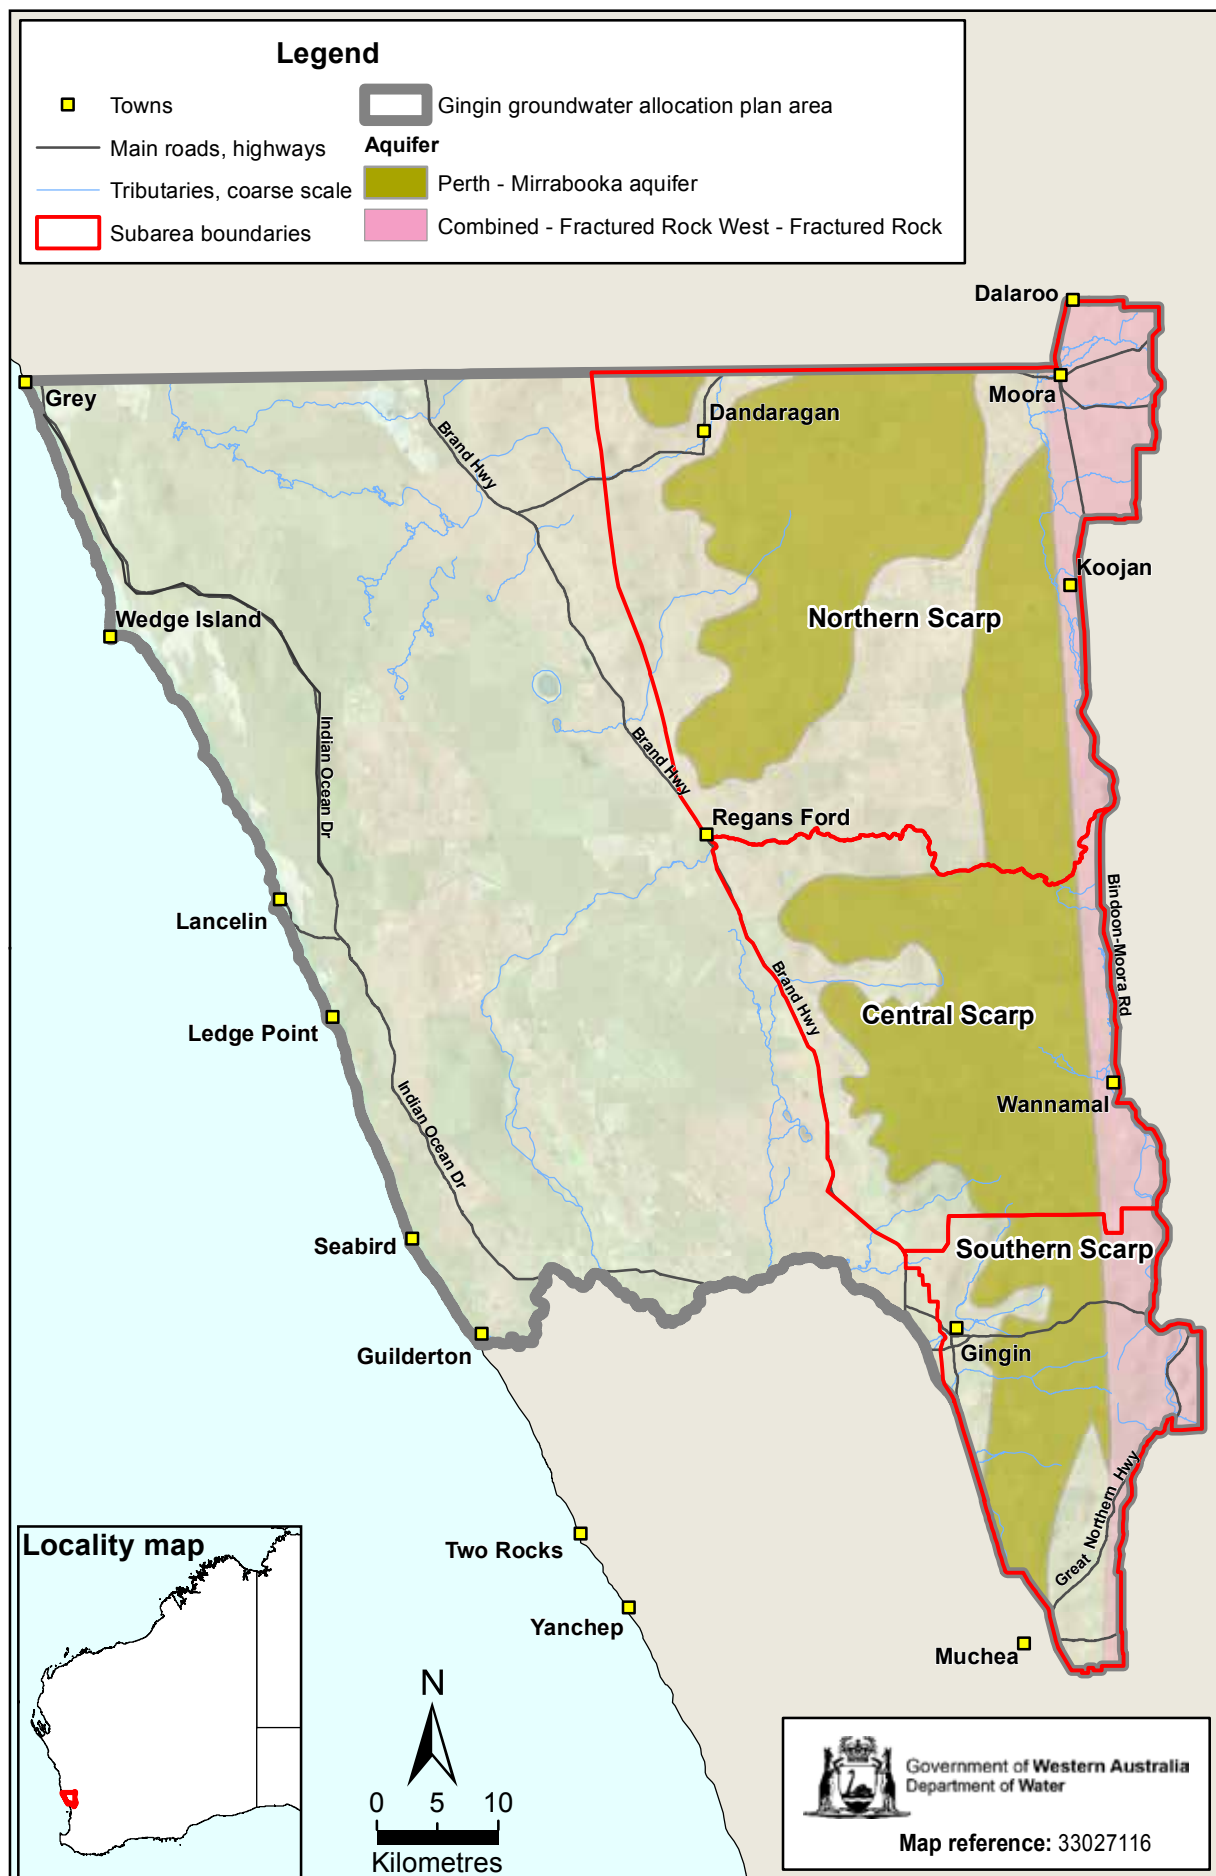 Legend
Towns
Main roads, highways
Tributaries, coarse scale
Subarea boundaries
Gingin groundwater allocation plan area
Aquifer
Perth - Mirrabooka aquifer
Combined - Fractured Rock West - Fractured Rock
Dalaroo
Grey
Moora
Dandaragan
Brand Hwy
Koojan
Northern Scarp
Wedge Island
Indian Ocean Dr
Brand Hwy
Regans Ford
Lancelin
Bindoon-Moora Rd
Brand Hwy
Central Scarp
Ledge Point
Wannamal
Indian Ocean Dr
Seabird
Southern Scarp
Guilderton
Gingin
Great Northern Hwy
Locality map
Two Rocks
Yanchep
Muchea
N
0 5 10
Kilometres
Government of Western Australia
Department of Water
Map reference: 33027116